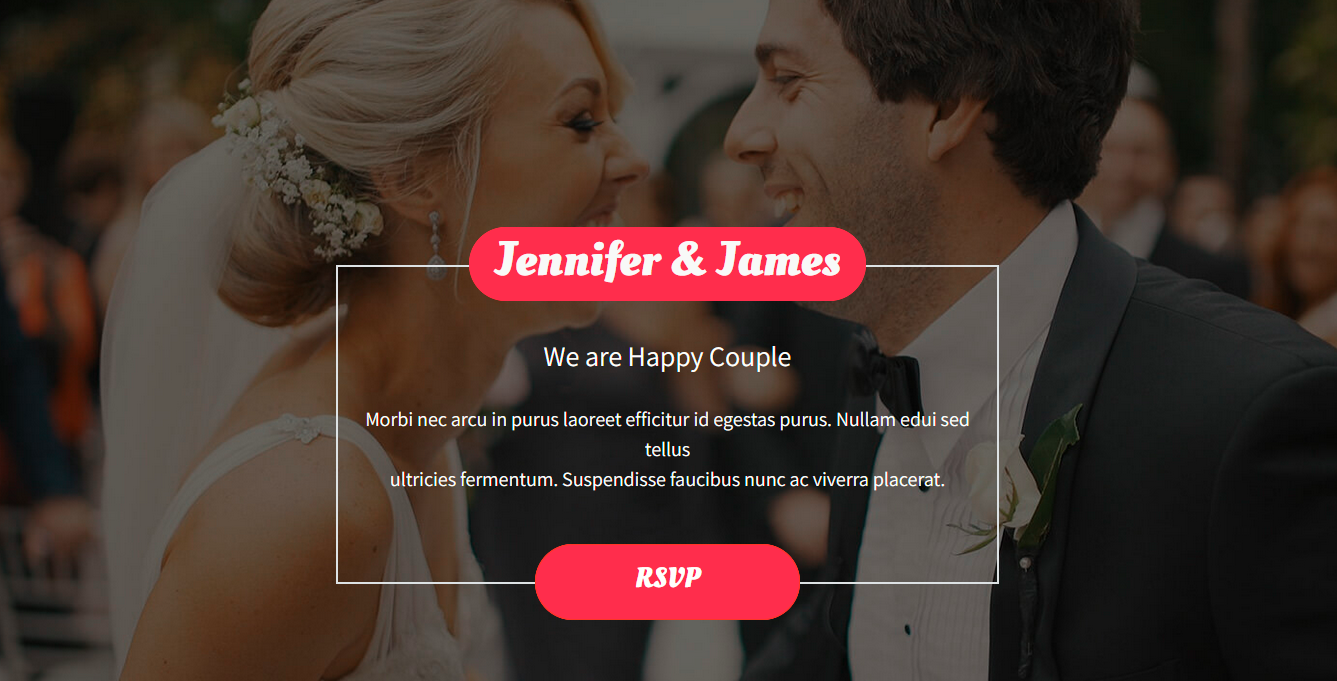 Jennifer & James
We are Happy Couple
Morbi nec arcu in purus laoreet efficitur id egestas purus. Nullam edui sed
tellus
ultricies fermentum. Suspendisse faucibus nunc ac viverra placerat.
RSVP